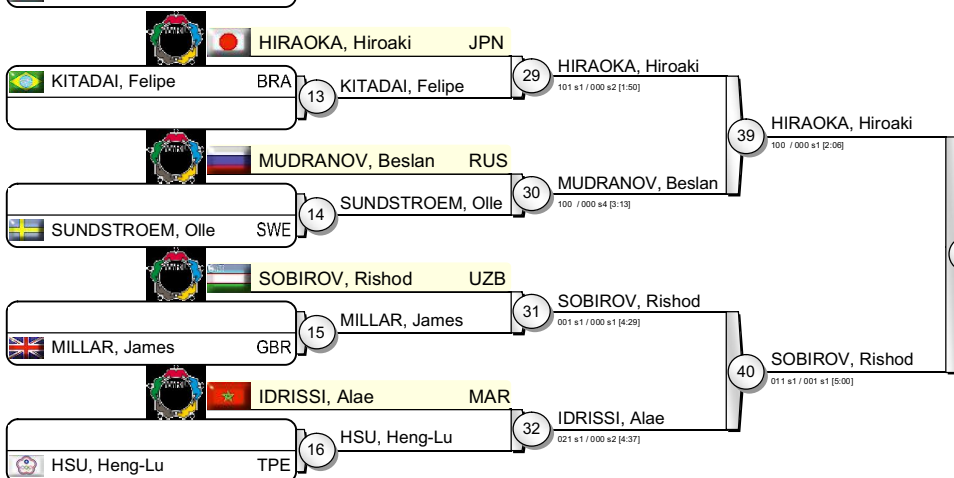 HIRAOKA, Hiroaki JPN
KITADAI, Felipe BRA
13
KITADAI, Felipe
29
HIRAOKA, Hiroaki
101 s1 / 000 s2 [1:50]
MUDRANOV, Beslan RUS
SUNDSTROEM, Olle SWE
14
SUNDSTROEM, Olle
30
MUDRANOV, Beslan
100 / 000 s4 [3:13]
39
HIRAOKA, Hiroaki
100 / 000 s1 [2:06]
SOBIROV, Rishod UZB
MILLAR, James GBR
15
MILLAR, James
31
SOBIROV, Rishod
001 s1 / 000 s1 [4:29]
IDRISSI, Alae MAR
HSU, Heng-Lu TPE
16
HSU, Heng-Lu
32
IDRISSI, Alae
021 s1 / 000 s2 [4:37]
40
SOBIROV, Rishod
011 s1 / 001 s1 [5:00]